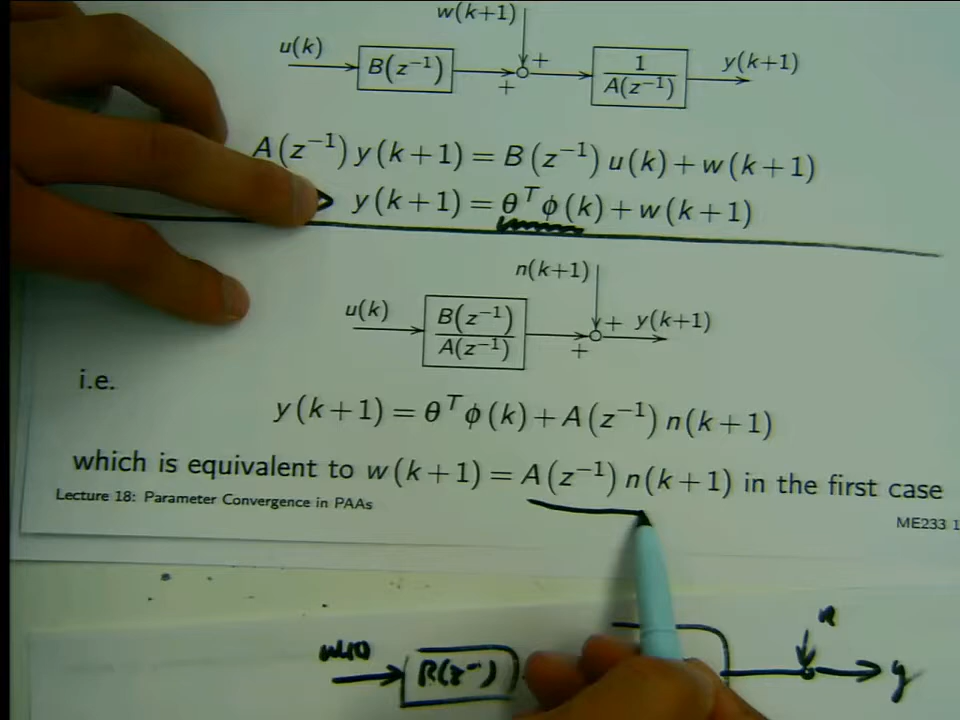 w(k+1)
u(k) B(z⁻¹) + + 1/A(z⁻¹) y(k+1)
A(z⁻¹) y(k+1) = B(z⁻¹) u(k) + w(k+1)
y(k+1) = θᵀϕ(k) + w(k+1)
n(k+1)
u(k) B(z⁻¹)/A(z⁻¹) + + y(k+1)
i.e.
y(k+1) = θᵀϕ(k) + A(z⁻¹) n(k+1)
which is equivalent to w(k+1) = A(z⁻¹) n(k+1) in the first case
Lecture 18: Parameter Convergence in PAAs
ME233 1
n
y